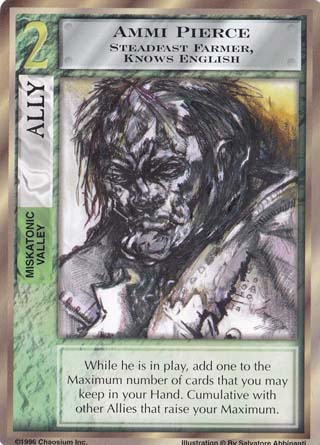 2
AMMI PIERCE
STEADFAST FARMER,
KNOWS ENGLISH
ALLY
MISKATONIC
VALLEY
While he is in play, add one to the
Maximum number of cards that you may
keep in your Hand. Cumulative with
other Allies that raise your Maximum.
©1996 Chaosium Inc.
Illustration © By Salvatore Abbinanti